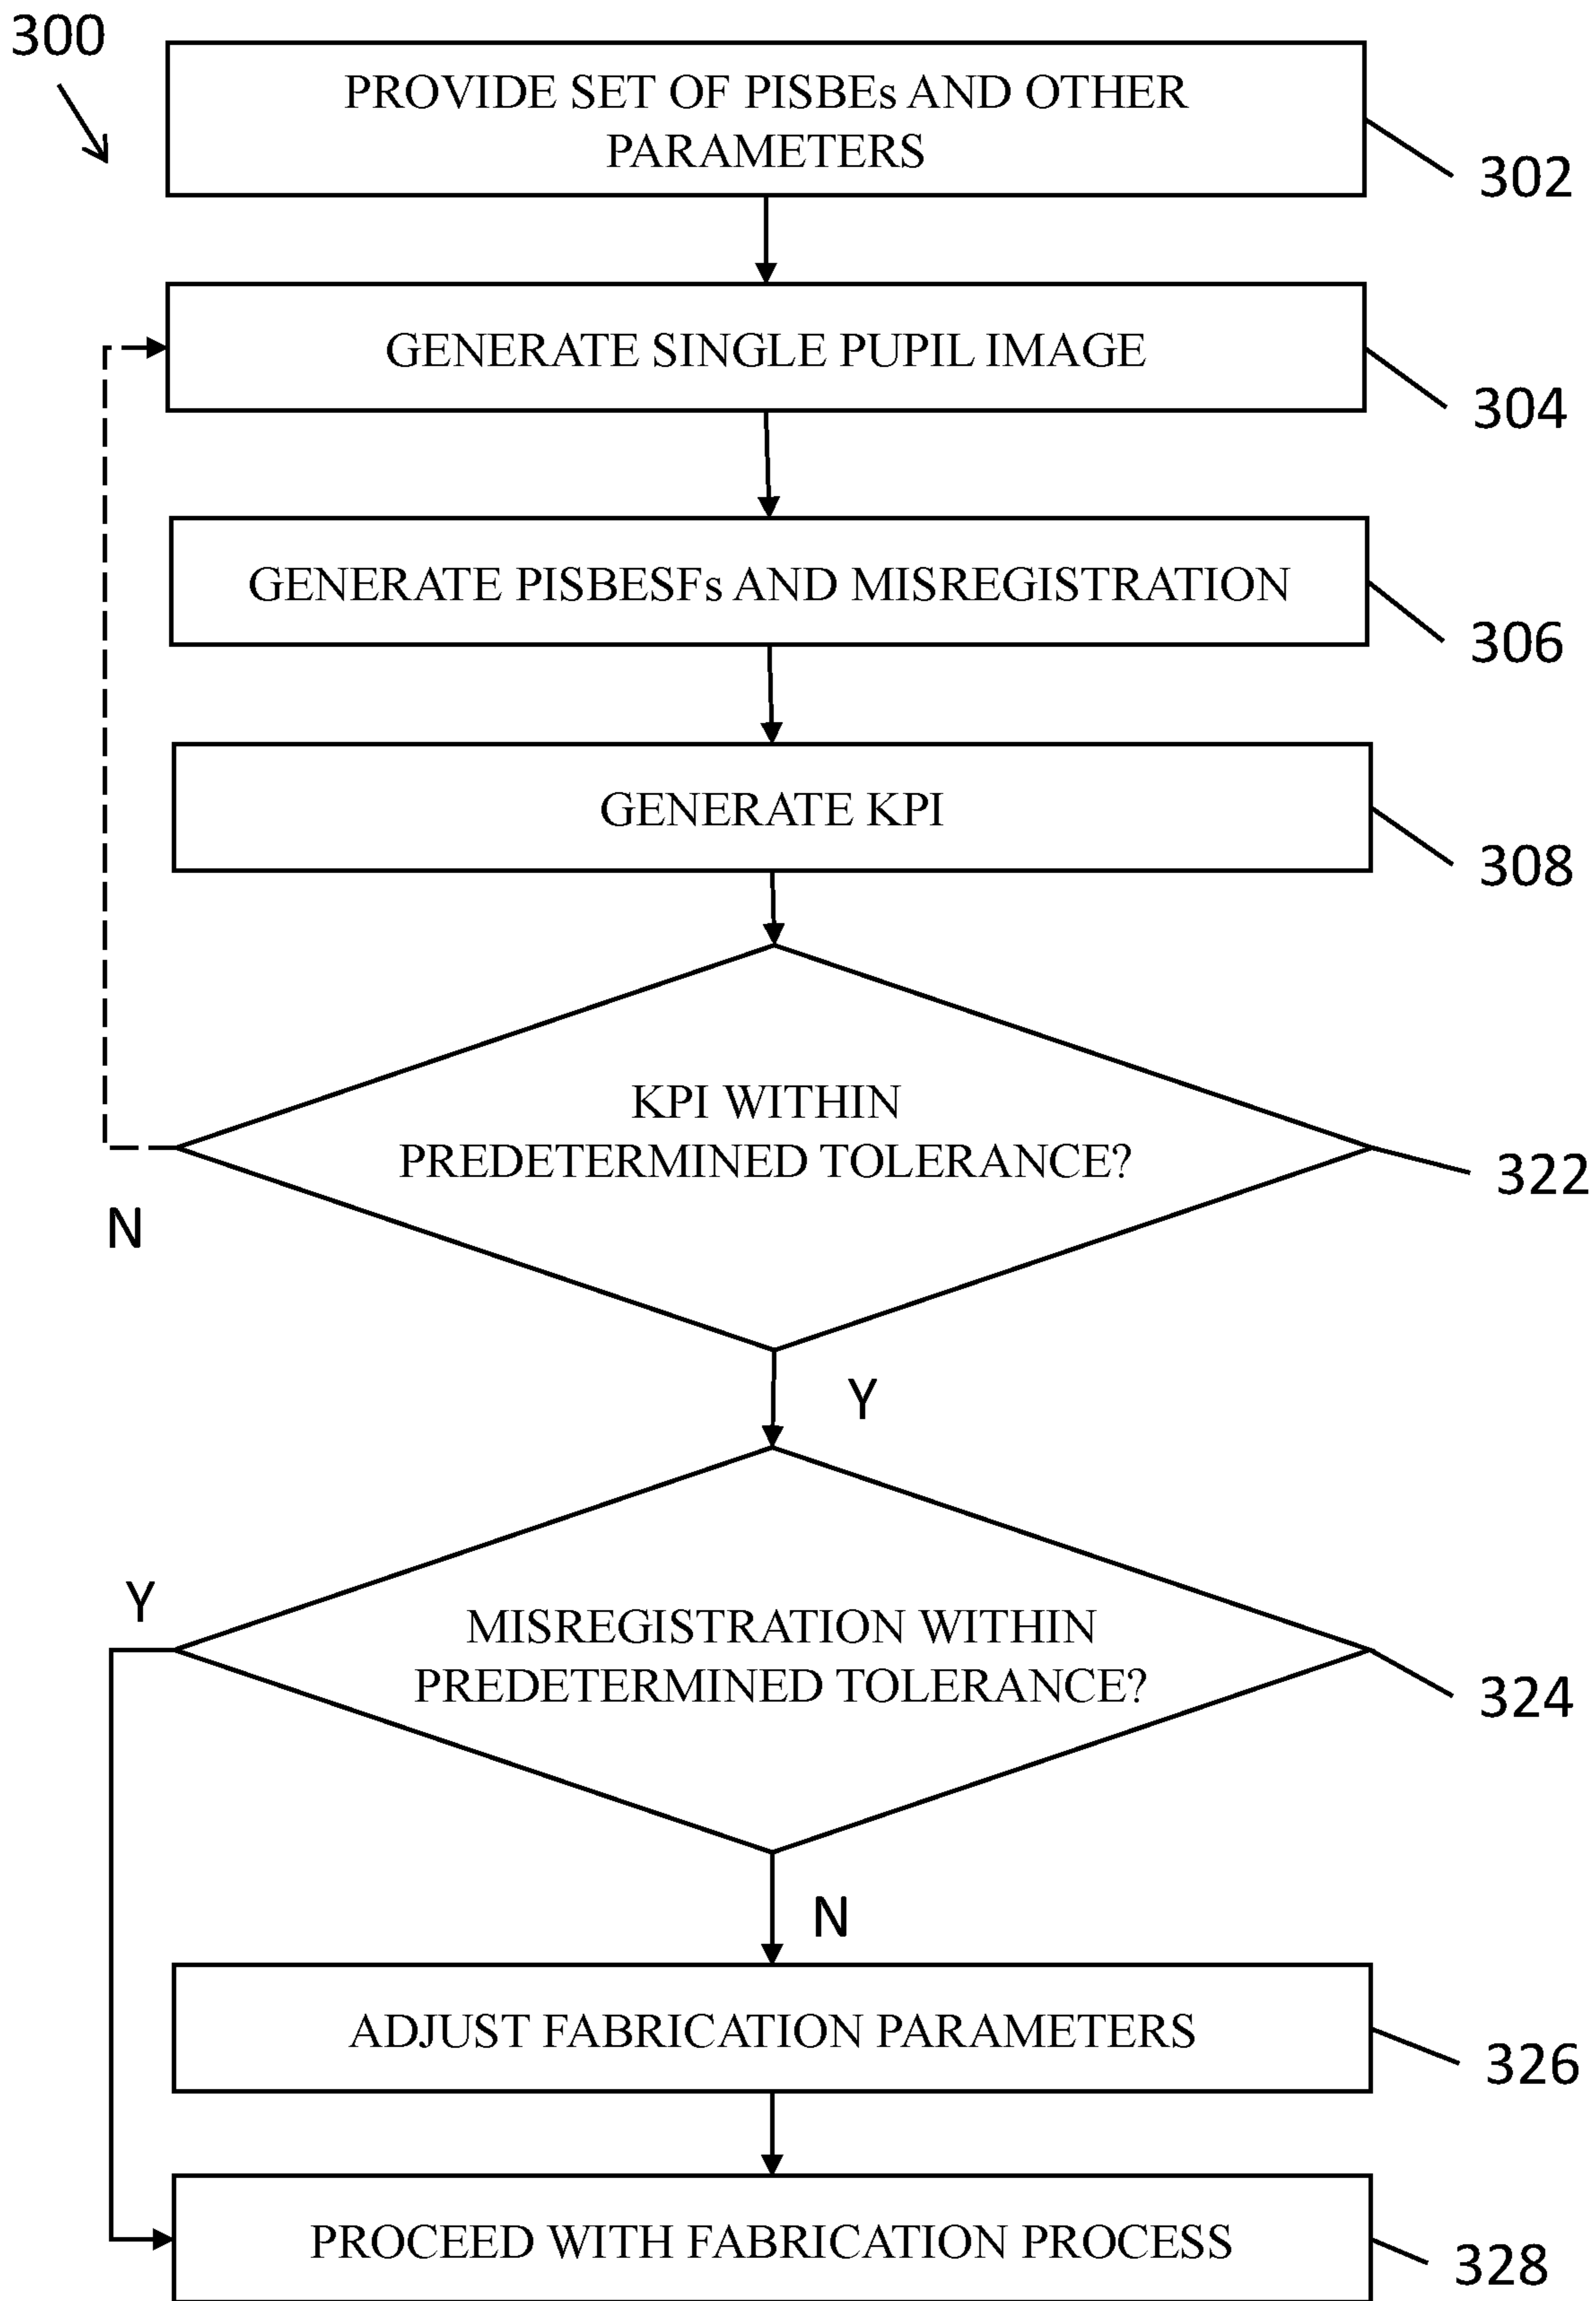 300
PROVIDE SET OF PISBEs AND OTHER
PARAMETERS
302
GENERATE SINGLE PUPIL IMAGE
304
GENERATE PISBESFs AND MISREGISTRATION
306
GENERATE KPI
308
KPI WITHIN
PREDETERMINED TOLERANCE?
322
N
Y
MISREGISTRATION WITHIN
PREDETERMINED TOLERANCE?
324
Y
N
ADJUST FABRICATION PARAMETERS
326
PROCEED WITH FABRICATION PROCESS
328